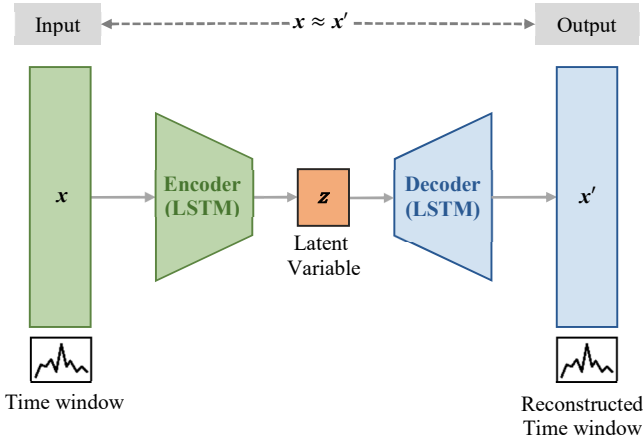 Input
x ≈ x′
Output
x
Encoder
(LSTM)
z
Decoder
(LSTM)
x′
Latent
Variable
Time window
Reconstructed
Time window